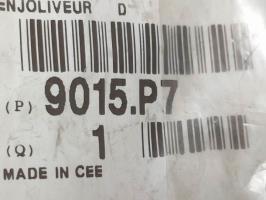 ENJOLIVEUR D
(P) 9015.P7
(Q) 1
MADE IN CEE